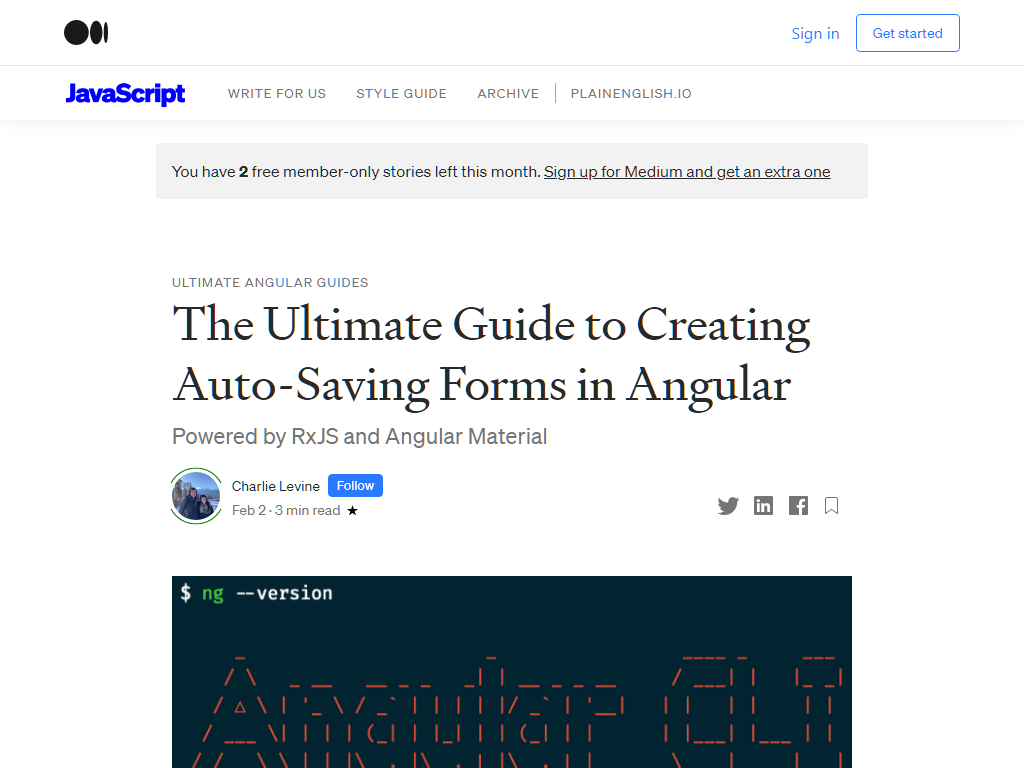 Sign in
Get started
JavaScript
WRITE FOR US
STYLE GUIDE
ARCHIVE
PLAINENGLISH.IO
You have 2 free member-only stories left this month. Sign up for Medium and get an extra one
ULTIMATE ANGULAR GUIDES
The Ultimate Guide to Creating
Auto-Saving Forms in Angular
Powered by RxJS and Angular Material
Charlie Levine
Follow
Feb 2 · 3 min read ★
$ ng --version
Angular CLI